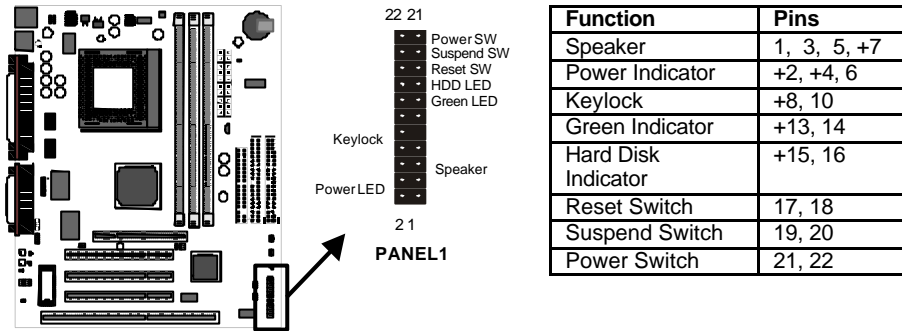 22 21
Power SW
Suspend SW
Reset SW
HDD LED
Green LED
Keylock
Speaker
Power LED
2 1
PANEL1
Function Pins
Speaker 1, 3, 5, +7
Power Indicator +2, +4, 6
Keylock +8, 10
Green Indicator +13, 14
Hard Disk +15, 16
Indicator
Reset Switch 17, 18
Suspend Switch 19, 20
Power Switch 21, 22